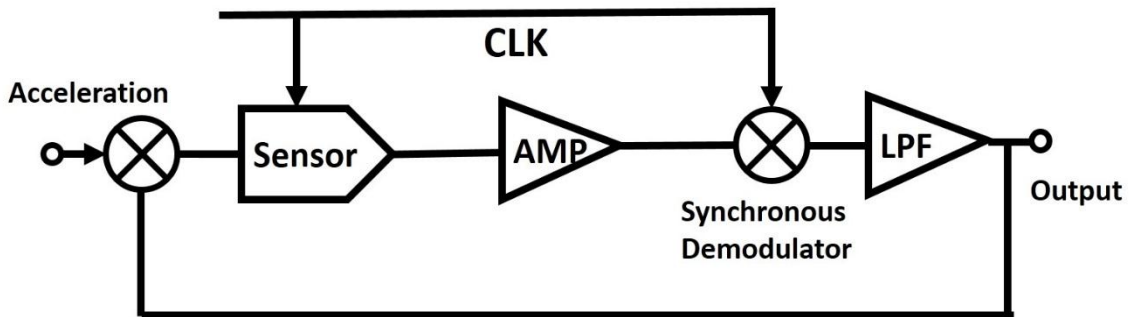 CLK
Acceleration
Sensor
AMP
LPF
Synchronous
Demodulator
Output